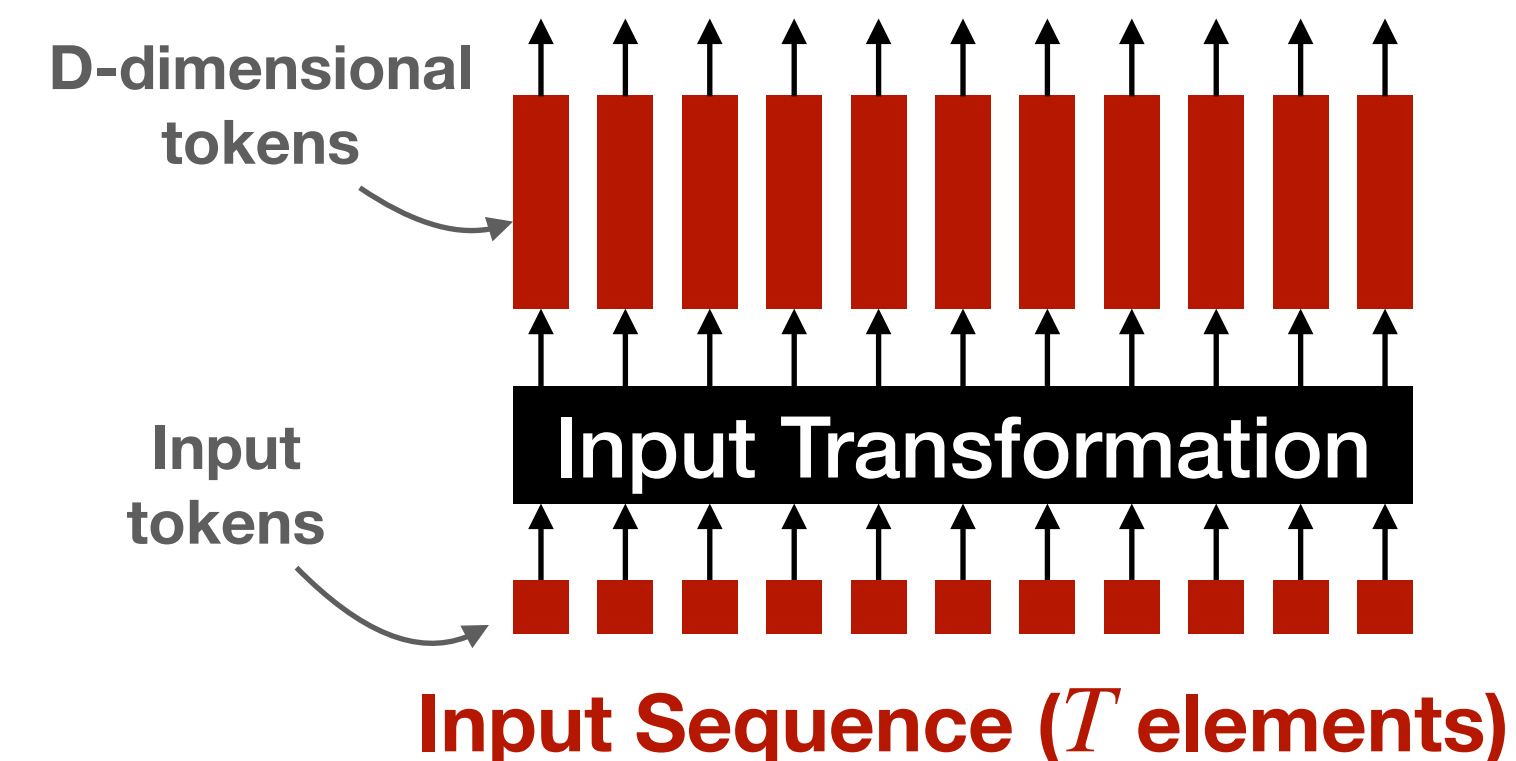 D-dimensional
tokens
Input Transformation
Input
tokens
Input Sequence (T elements)